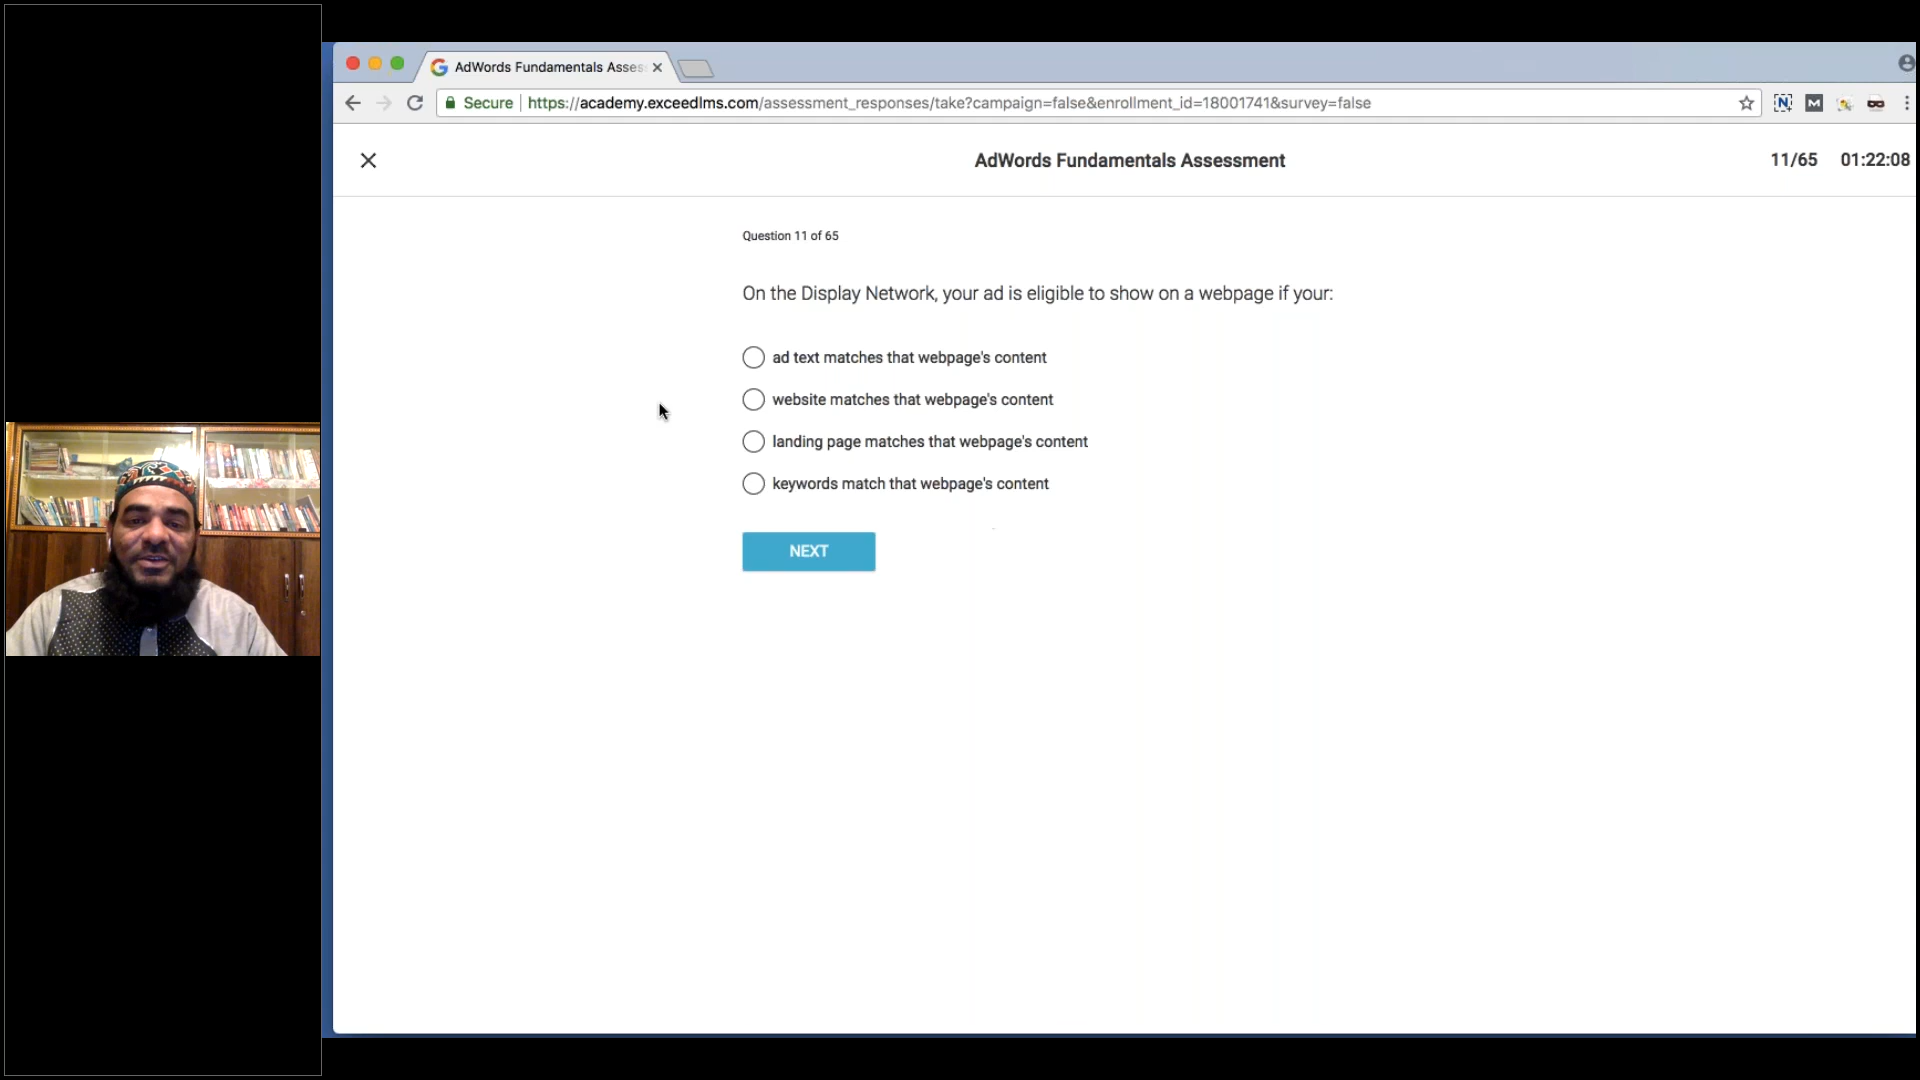 AdWords Fundamentals Asses
Secure | https://academy.exceedlms.com/assessment_responses/take?campaign=false&enrollment_id=18001741&survey=false
AdWords Fundamentals Assessment
11/65 01:22:08
Question 11 of 65
On the Display Network, your ad is eligible to show on a webpage if your:
ad text matches that webpage's content
website matches that webpage's content
landing page matches that webpage's content
keywords match that webpage's content
NEXT